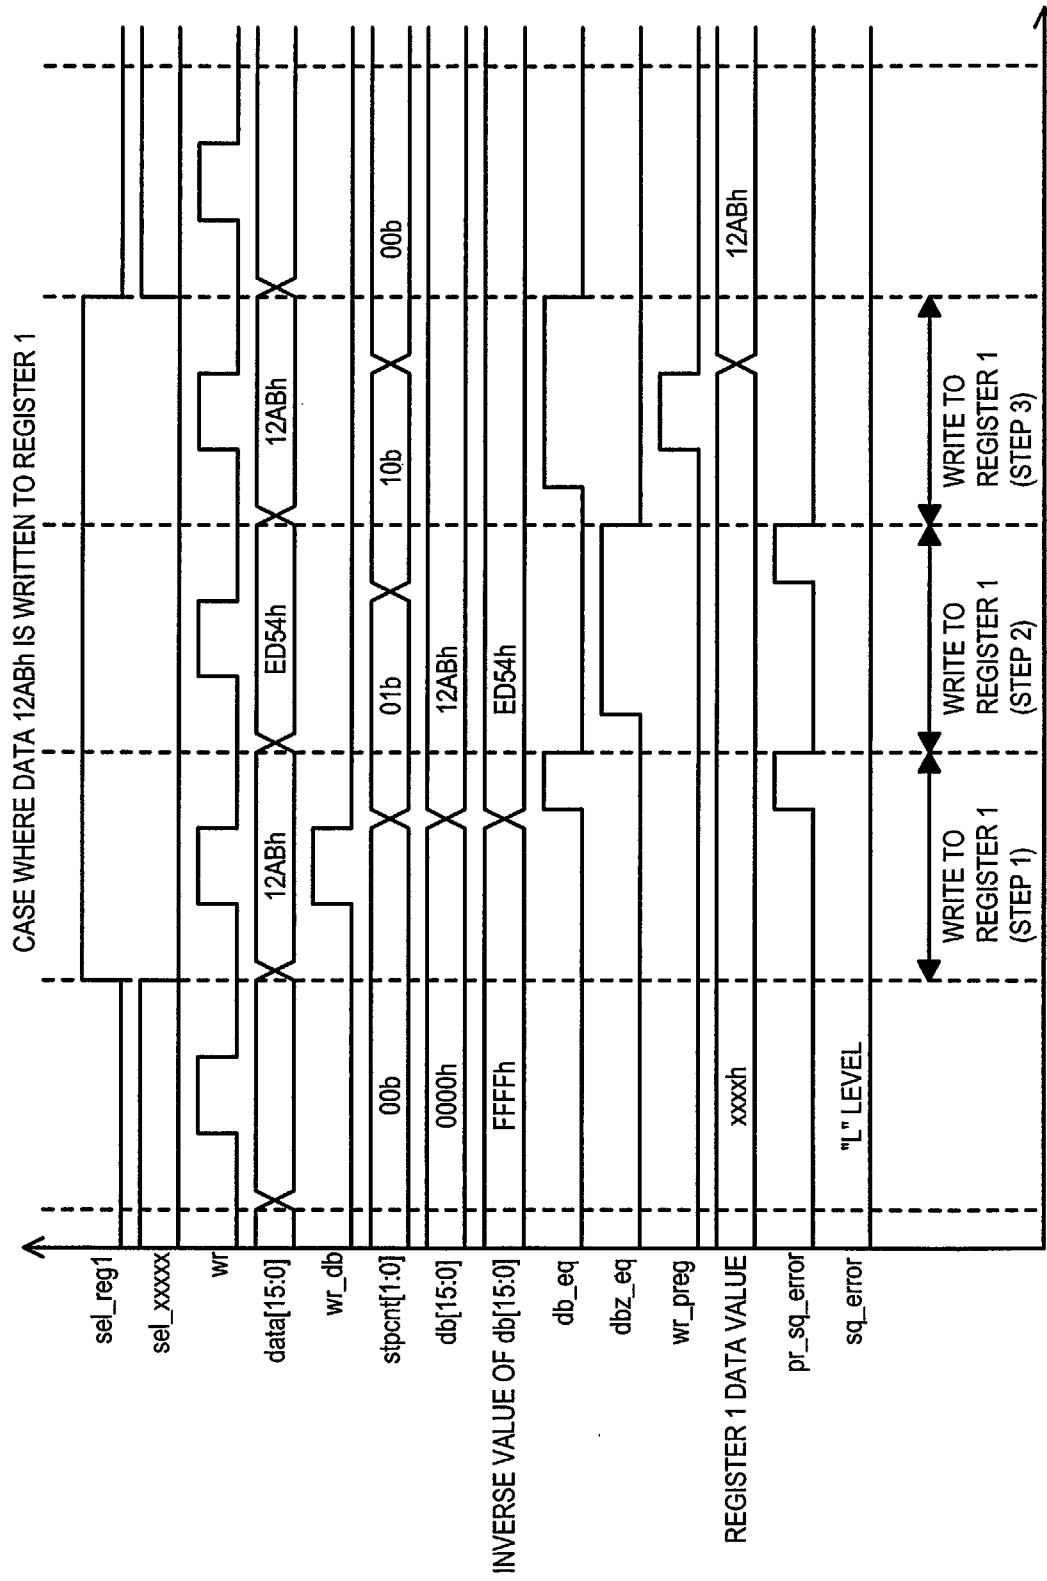 CASE WHERE DATA 12ABh IS WRITTEN TO REGISTER 1
sel_reg1
sel_xxxxx
wr
data[15:0] 12ABh ED54h 12ABh
wr_db
stpcnt[1:0] 00b 01b 10b 00b
db[15:0] 0000h 12ABh
INVERSE VALUE OF db[15:0] FFFFh ED54h
db_eq
dbz_eq
wr_preg
REGISTER 1 DATA VALUE xxxxh 12ABh
pr_sq_error
sq_error "L" LEVEL
WRITE TO
REGISTER 1
(STEP 1)
WRITE TO
REGISTER 1
(STEP 2)
WRITE TO
REGISTER 1
(STEP 3)